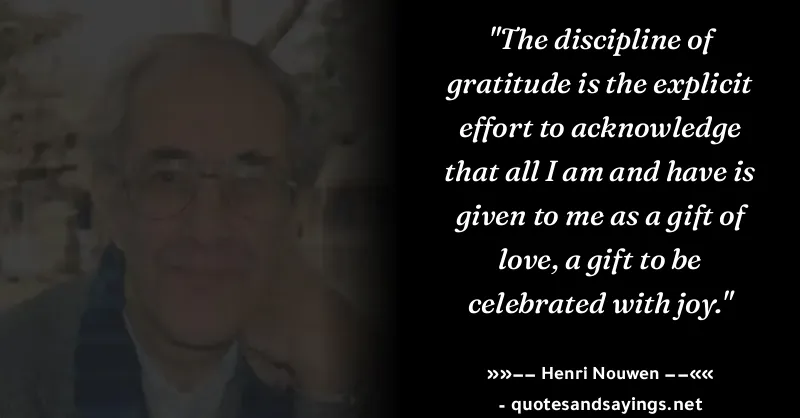 "The discipline of
gratitude is the explicit
effort to acknowledge
that all I am and have is
given to me as a gift of
love, a gift to be
celebrated with joy."
»»−− Henri Nouwen −−««
- quotesandsayings.net